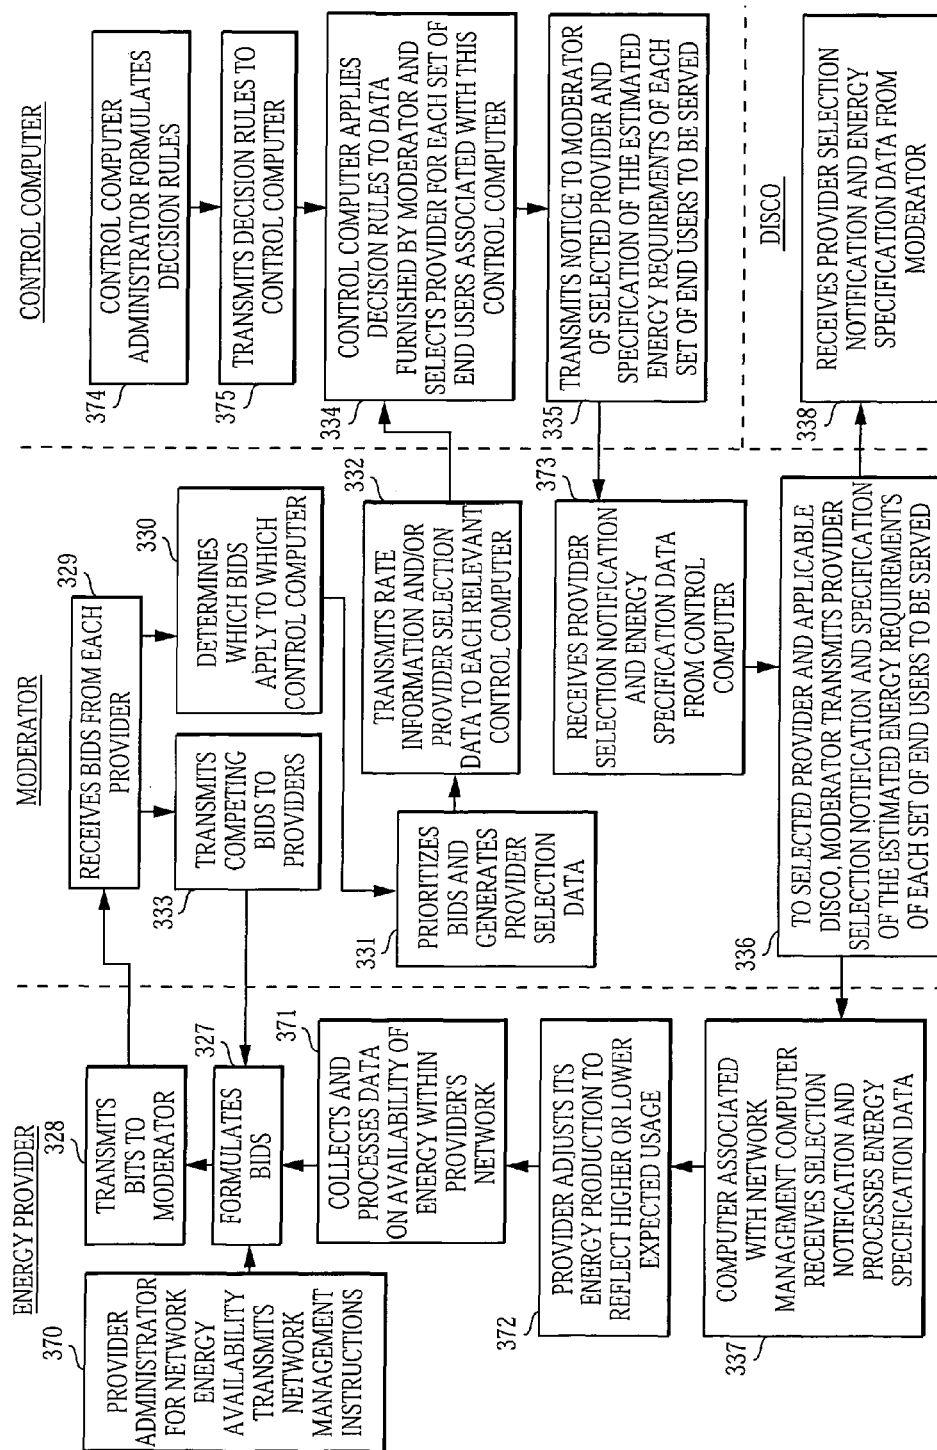 ENERGY PROVIDER
370
PROVIDER
ADMINISTRATOR
FOR NETWORK
ENERGY
AVAILABILITY
TRANSMITS
NETWORK
MANAGEMENT
INSTRUCTIONS
328
TRANSMITS
BITS TO
MODERATOR
327
FORMULATES
BIDS
371
COLLECTS AND
PROCESSES DATA
ON AVAILABILITY OF
ENERGY WITHIN
PROVIDER'S
NETWORK
372
PROVIDER ADJUSTS ITS
ENERGY PRODUCTION TO
REFLECT HIGHER OR LOWER
EXPECTED USAGE
337
COMPUTER ASSOCIATED
WITH NETWORK
MANAGEMENT COMPUTER
RECEIVES SELECTION
NOTIFICATION AND
PROCESSES ENERGY
SPECIFICATION DATA
MODERATOR
329
RECEIVES BIDS FROM EACH
PROVIDER
333
TRANSMITS
COMPETING
BIDS TO
PROVIDERS
330
DETERMINES
WHICH BIDS
APPLY TO WHICH
CONTROL COMPUTER
331
PRIORITIZES
BIDS AND
GENERATES
PROVIDER
SELECTION
DATA
332
TRANSMITS RATE
INFORMATION AND/OR
PROVIDER SELECTION
DATA TO EACH RELEVANT
CONTROL COMPUTER
373
RECEIVES PROVIDER
SELECTION NOTIFICATION
AND ENERGY
SPECIFICATION DATA
FROM CONTROL
COMPUTER
336
TO SELECTED PROVIDER AND APPLICABLE
DISCO, MODERATOR TRANSMITS PROVIDER
SELECTION NOTIFICATION AND SPECIFICATION
OF THE ESTIMATED ENERGY REQUIREMENTS
OF EACH SET OF END USERS TO BE SERVED
CONTROL COMPUTER
374
CONTROL COMPUTER
ADMINISTRATOR FORMULATES
DECISION RULES
375
TRANSMITS DECISION RULES TO
CONTROL COMPUTER
334
CONTROL COMPUTER APPLIES
DECISION RULES TO DATA
FURNISHED BY MODERATOR AND
SELECTS PROVIDER FOR EACH SET OF
END USERS ASSOCIATED WITH THIS
CONTROL COMPUTER
335
TRANSMITS NOTICE TO MODERATOR
OF SELECTED PROVIDER AND
SPECIFICATION OF THE ESTIMATED
ENERGY REQUIREMENTS OF EACH
SET OF END USERS TO BE SERVED
DISCO
338
RECEIVES PROVIDER SELECTION
NOTIFICATION AND ENERGY
SPECIFICATION DATA FROM
MODERATOR